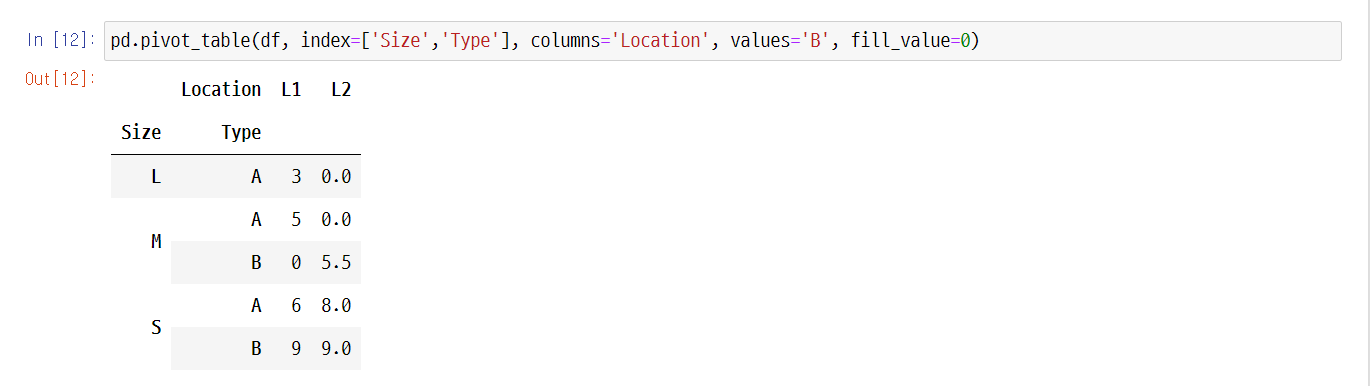 In [12]: pd.pivot_table(df, index=['Size','Type'], columns='Location', values='B', fill_value=0)
Out[12]:
Location L1 L2
Size Type
L A 3 0.0
A 5 0.0
M
B 0 5.5
A 6 8.0
S
B 9 9.0